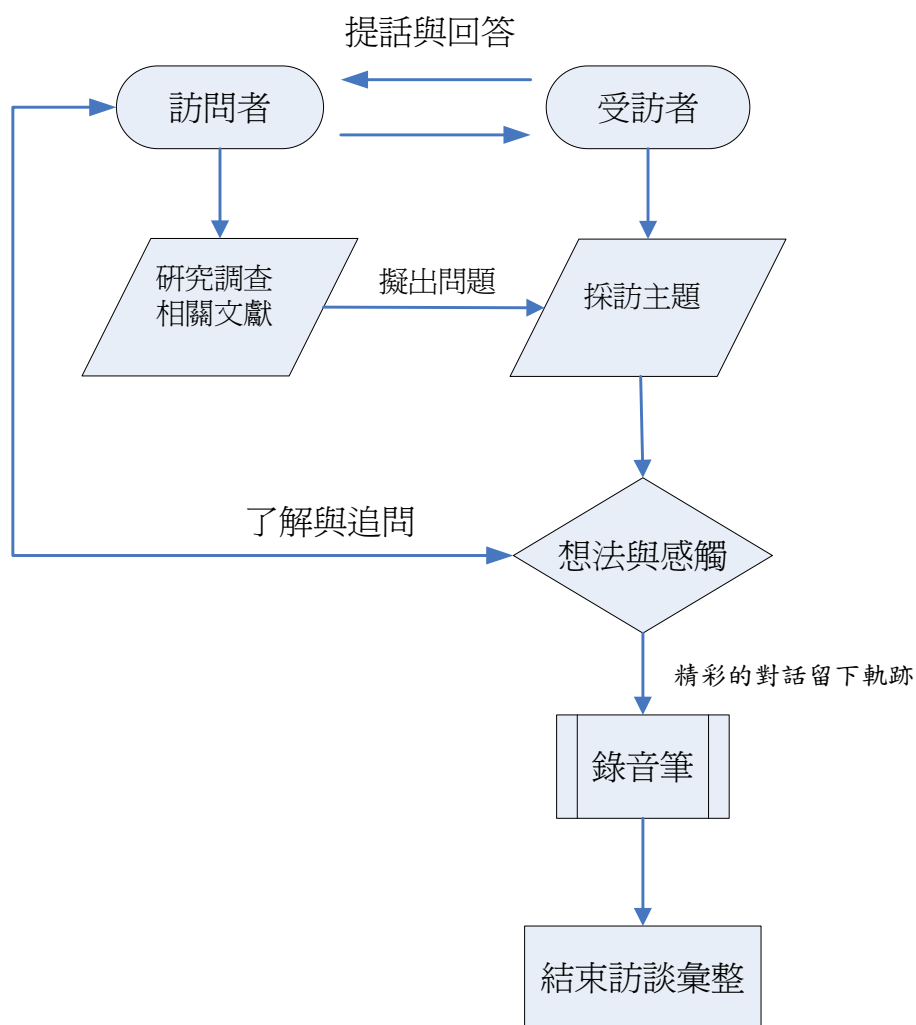 提話與回答
訪問者
受訪者
研究調查
相關文獻
擬出問題
採訪主題
了解與追問
想法與感觸
精彩的對話留下軌跡
錄音筆
結束訪談彙整